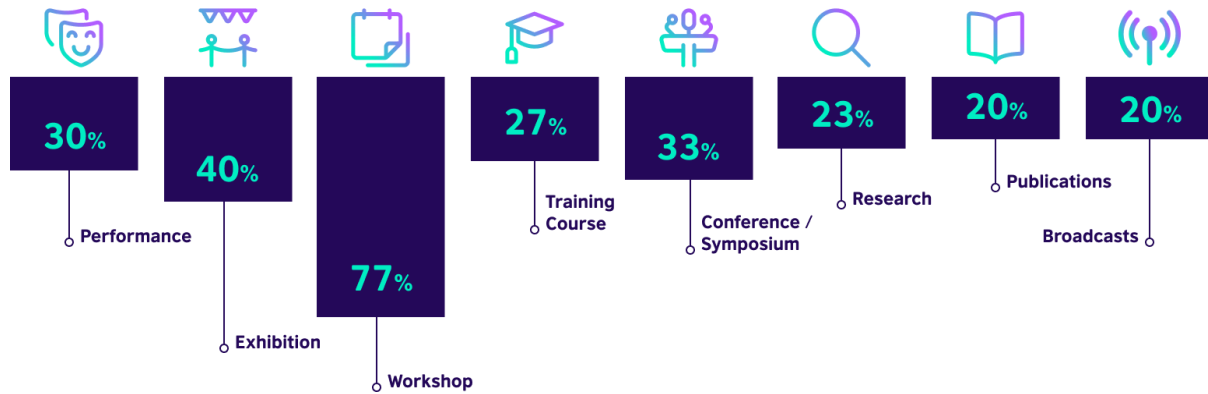 30%
Performance
40%
Exhibition
77%
Workshop
27%
Training
Course
33%
Conference /
Symposium
23%
Research
20%
Publications
20%
Broadcasts